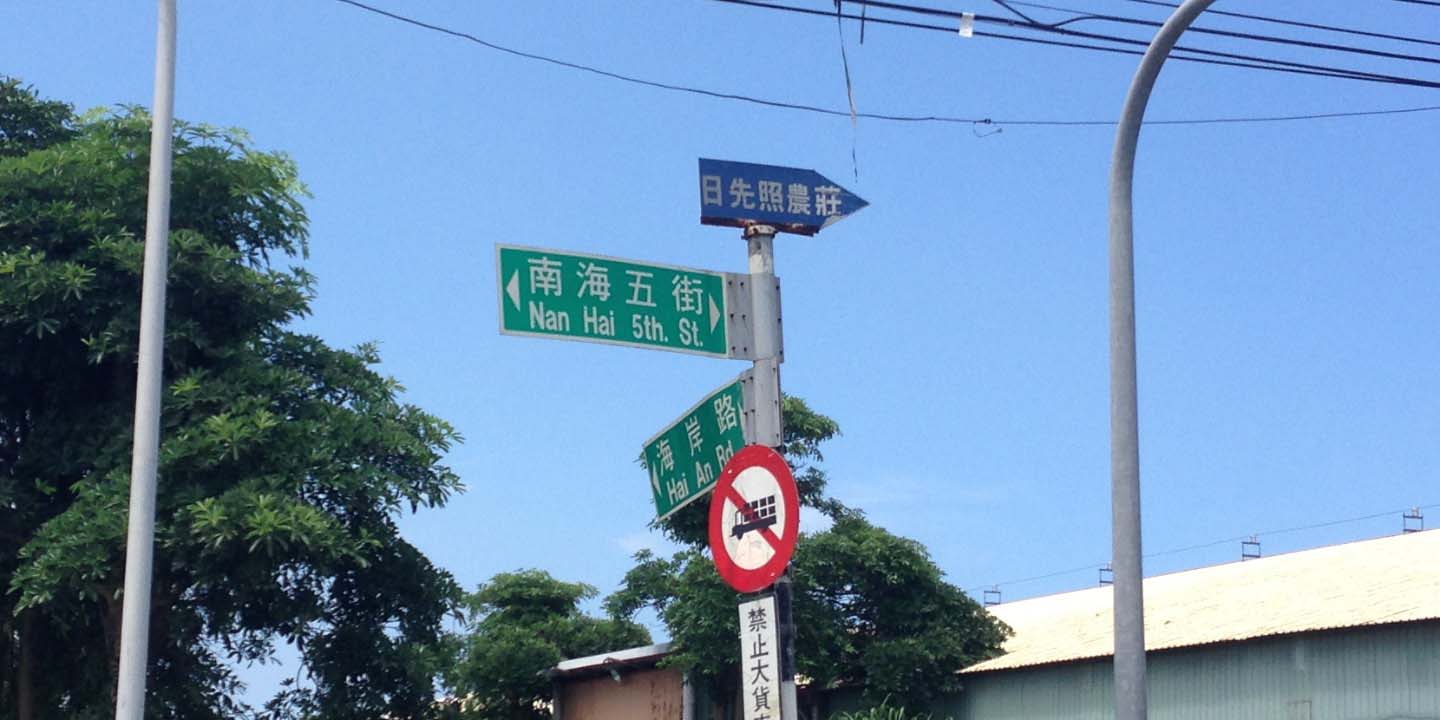 日先照農莊
南海五街
Nan Hai 5th. St.
海岸路
Hai An Rd
禁止大貨